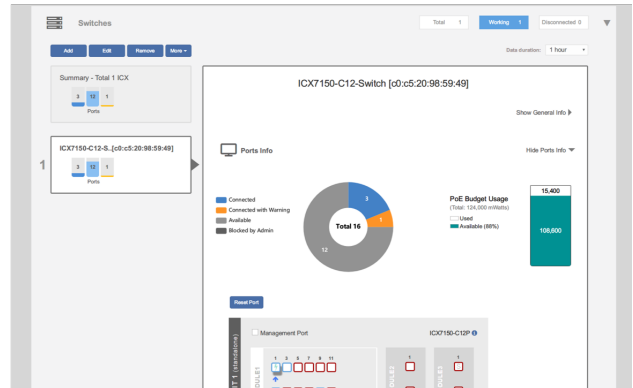 Switches
Total 1
Working 1
Disconnected 0
Add
Edit
Remove
More
Data duration: 1 hour
Summary - Total 1 ICX
3 12 1
Ports
1
ICX7150-C12-S..[c0:c5:20:98:59:49]
3 12 1
Ports
ICX7150-C12-Switch [c0:c5:20:98:59:49]
Show General Info
Ports Info
Hide Ports Info
Connected
Connected with Warning
Available
Blocked by Admin
3
1
Total 16
12
PoE Budget Usage
(Total: 124,000 mWatts)
Used
Available (88%)
15,400
108,600
Reset Port
Management Port
ICX7150-C12P
1 (standalone)
MODULE1
1 3 5 7 9 11
1
1